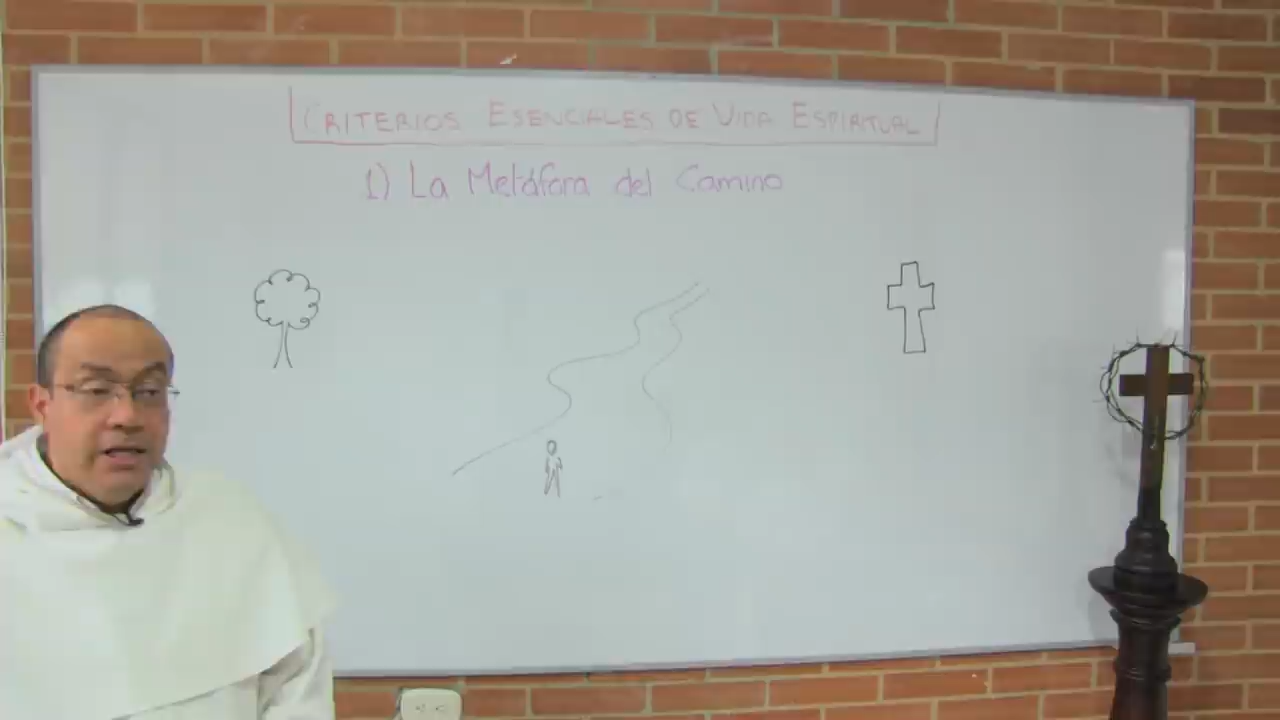 CRITERIOS ESENCIALES DE VIDA ESPIRITUAL
1) La Metáfora del Camino